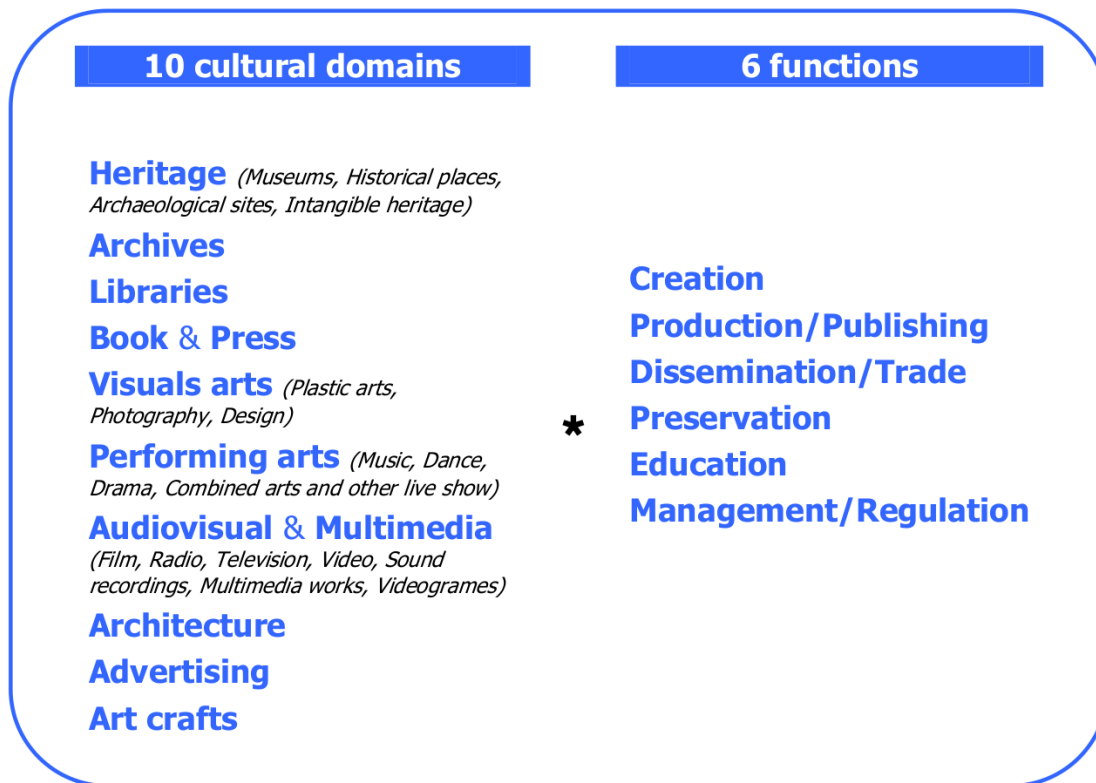 10 cultural domains
Heritage (Museums, Historical places,
Archaeological sites, Intangible heritage)
Archives
Libraries
Book & Press
Visuals arts (Plastic arts,
Photography, Design)
Performing arts (Music, Dance,
Drama, Combined arts and other live show)
Audiovisual & Multimedia
(Film, Radio, Television, Video, Sound
recordings, Multimedia works, Videogrames)
Architecture
Advertising
Art crafts
*
6 functions
Creation
Production/Publishing
Dissemination/Trade
Preservation
Education
Management/Regulation